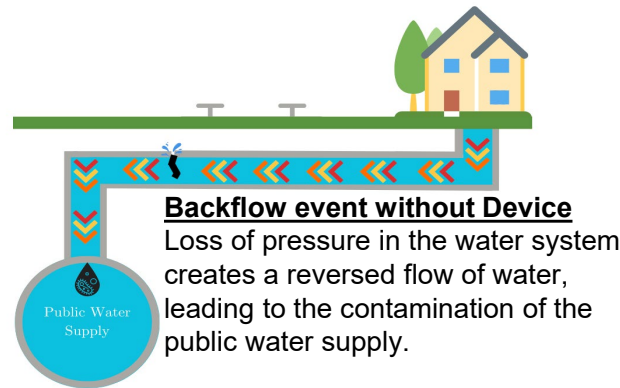 Backflow event without Device
Loss of pressure in the water system
creates a reversed flow of water,
leading to the contamination of the
public water supply.
Public Water
Supply